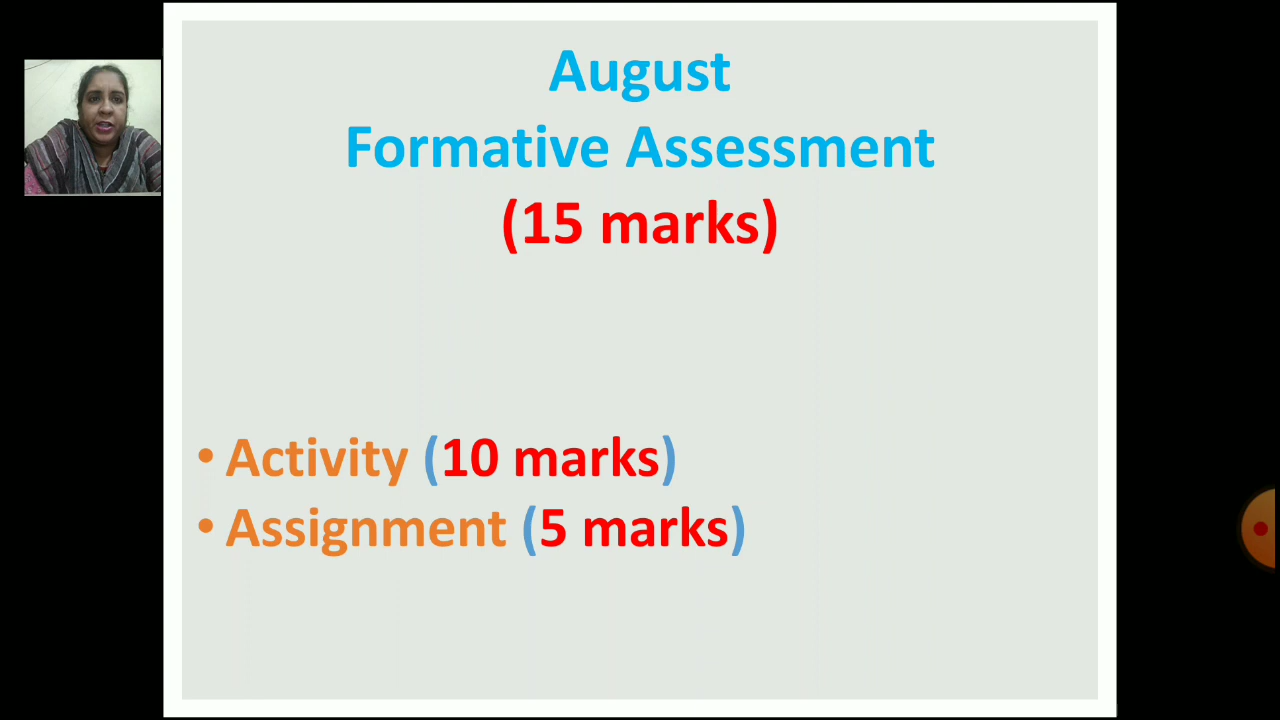 August
Formative Assessment
(15 marks)
• Activity (10 marks)
• Assignment (5 marks)